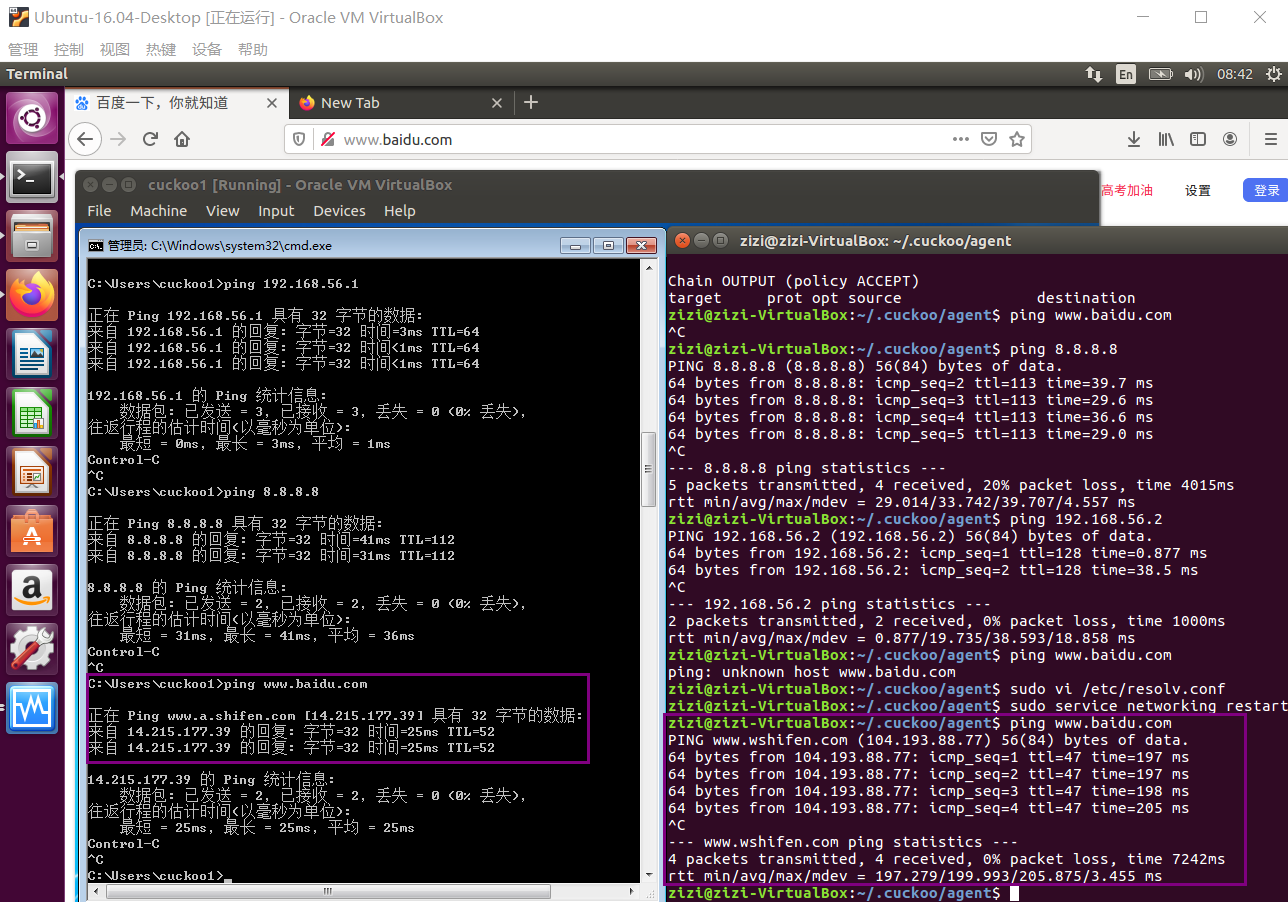 Ubuntu-16.04-Desktop [正在运行] - Oracle VM VirtualBox
管理 控制 视图 热键 设备 帮助
Terminal
En
08:42
百度一下，你就知道
New Tab
www.baidu.com
高考加油 设置 登录
cuckoo1 [Running] - Oracle VM VirtualBox
File Machine View Input Devices Help
管理员: C:\Windows\system32\cmd.exe
C:\Users\cuckoo1>ping 192.168.56.1
正在 Ping 192.168.56.1 具有 32 字节的数据:
来自 192.168.56.1 的回复: 字节=32 时间=3ms TTL=64
来自 192.168.56.1 的回复: 字节=32 时间<1ms TTL=64
来自 192.168.56.1 的回复: 字节=32 时间<1ms TTL=64
192.168.56.1 的 Ping 统计信息:
数据包: 已发送 = 3, 已接收 = 3, 丢失 = 0 (0% 丢失),
往返行程的估计时间(以毫秒为单位):
最短 = 0ms, 最长 = 3ms, 平均 = 1ms
Control-C
^C
C:\Users\cuckoo1>ping 8.8.8.8
正在 Ping 8.8.8.8 具有 32 字节的数据:
来自 8.8.8.8 的回复: 字节=32 时间=41ms TTL=112
来自 8.8.8.8 的回复: 字节=32 时间=31ms TTL=112
8.8.8.8 的 Ping 统计信息:
数据包: 已发送 = 2, 已接收 = 2, 丢失 = 0 (0% 丢失),
往返行程的估计时间(以毫秒为单位):
最短 = 31ms, 最长 = 41ms, 平均 = 36ms
Control-C
^C
C:\Users\cuckoo1>ping www.baidu.com
正在 Ping www.a.shifen.com [14.215.177.39] 具有 32 字节的数据:
来自 14.215.177.39 的回复: 字节=32 时间=25ms TTL=52
来自 14.215.177.39 的回复: 字节=32 时间=25ms TTL=52
14.215.177.39 的 Ping 统计信息:
数据包: 已发送 = 2, 已接收 = 2, 丢失 = 0 (0% 丢失),
往返行程的估计时间(以毫秒为单位):
最短 = 25ms, 最长 = 25ms, 平均 = 25ms
Control-C
^C
C:\Users\cuckoo1>
zizi@zizi-VirtualBox: ~/.cuckoo/agent
Chain OUTPUT (policy ACCEPT)
target prot opt source destination
zizi@zizi-VirtualBox:~/.cuckoo/agent$ ping www.baidu.com
^C
zizi@zizi-VirtualBox:~/.cuckoo/agent$ ping 8.8.8.8
PING 8.8.8.8 (8.8.8.8) 56(84) bytes of data.
64 bytes from 8.8.8.8: icmp_seq=2 ttl=113 time=39.7 ms
64 bytes from 8.8.8.8: icmp_seq=3 ttl=113 time=29.6 ms
64 bytes from 8.8.8.8: icmp_seq=4 ttl=113 time=36.6 ms
64 bytes from 8.8.8.8: icmp_seq=5 ttl=113 time=29.0 ms
^C
--- 8.8.8.8 ping statistics ---
5 packets transmitted, 4 received, 20% packet loss, time 4015ms
rtt min/avg/max/mdev = 29.014/33.742/39.707/4.557 ms
zizi@zizi-VirtualBox:~/.cuckoo/agent$ ping 192.168.56.2
PING 192.168.56.2 (192.168.56.2) 56(84) bytes of data.
64 bytes from 192.168.56.2: icmp_seq=1 ttl=128 time=0.877 ms
64 bytes from 192.168.56.2: icmp_seq=2 ttl=128 time=38.5 ms
^C
--- 192.168.56.2 ping statistics ---
2 packets transmitted, 2 received, 0% packet loss, time 1000ms
rtt min/avg/max/mdev = 0.877/19.735/38.593/18.858 ms
zizi@zizi-VirtualBox:~/.cuckoo/agent$ ping www.baidu.com
ping: unknown host www.baidu.com
zizi@zizi-VirtualBox:~/.cuckoo/agent$ sudo vi /etc/resolv.conf
zizi@zizi-VirtualBox:~/.cuckoo/agent$ sudo service networking restart
zizi@zizi-VirtualBox:~/.cuckoo/agent$ ping www.baidu.com
PING www.wshifen.com (104.193.88.77) 56(84) bytes of data.
64 bytes from 104.193.88.77: icmp_seq=1 ttl=47 time=197 ms
64 bytes from 104.193.88.77: icmp_seq=2 ttl=47 time=197 ms
64 bytes from 104.193.88.77: icmp_seq=3 ttl=47 time=198 ms
64 bytes from 104.193.88.77: icmp_seq=4 ttl=47 time=205 ms
^C
--- www.wshifen.com ping statistics ---
4 packets transmitted, 4 received, 0% packet loss, time 7242ms
rtt min/avg/max/mdev = 197.279/199.993/205.875/3.455 ms
zizi@zizi-VirtualBox:~/.cuckoo/agent$